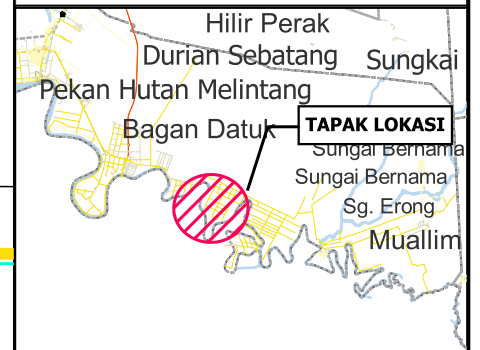 Hilir Perak
Durian Sebatang
Sungkai
Pekan Hutan Melintang
Bagan Datuk
TAPAK LOKASI
Sungai Bernama
Sungai Bernama
Sg. Erong
Muallim